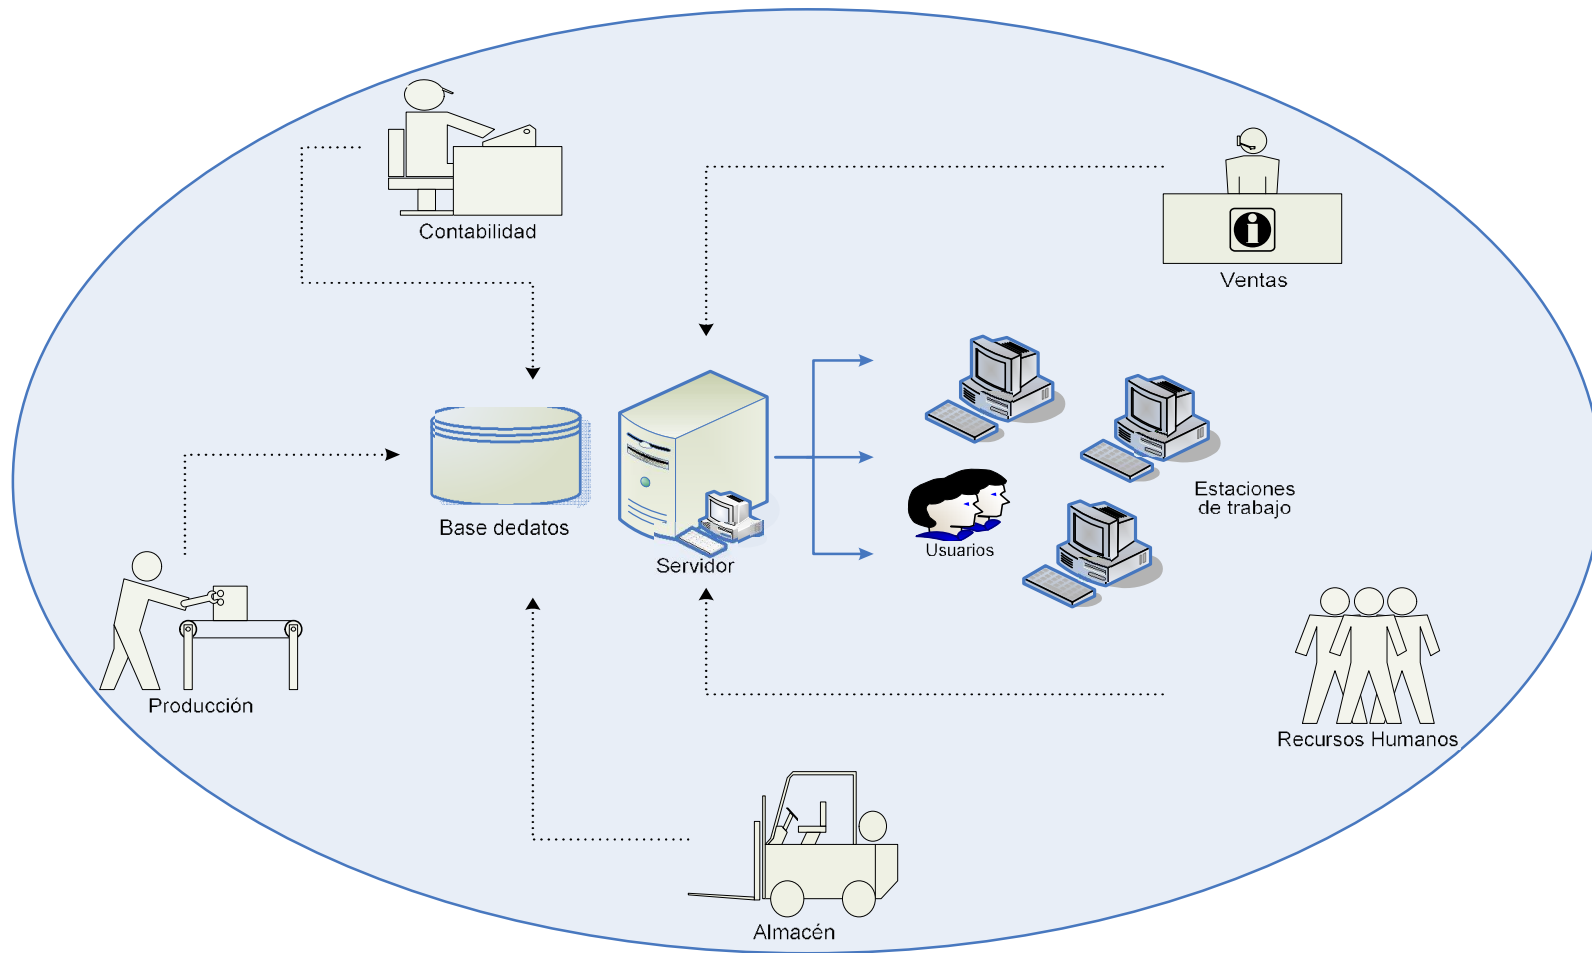 Contabilidad
Ventas
Base dedatos
Servidor
Usuarios
Estaciones
de trabajo
Producción
Recursos Humanos
Almacén